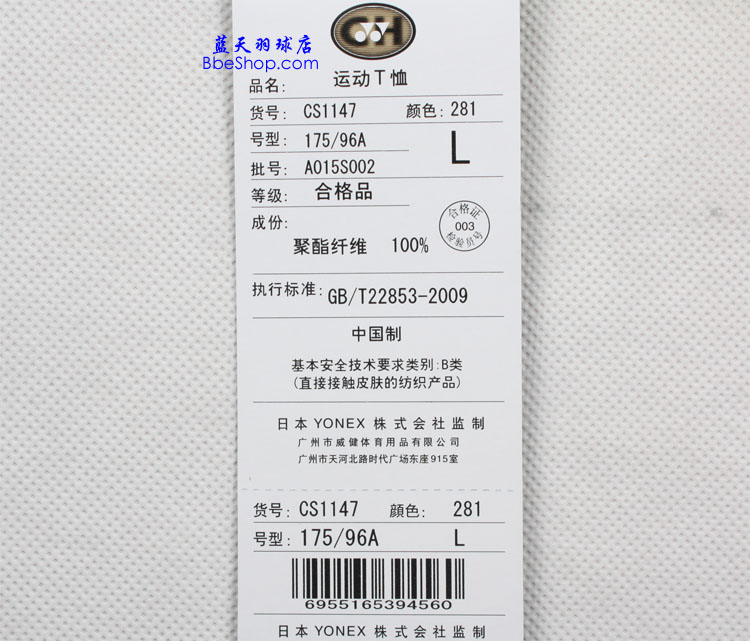 蓝天羽球店
BbeShop.com
GH
品名: 运动T恤
货号: CS1147 颜色: 281
号型: 175/96A L
批号: A015S002
等级: 合格品
成份:
聚酯纤维 100%
合格证
003
检验员号
执行标准: GB/T22853-2009
中国制
基本安全技术要求类别:B类
(直接接触皮肤的纺织产品)
日本 YONEX 株式会社监制
广州市威健体育用品有限公司
广州市天河北路时代广场东座915室
货号: CS1147 颜色: 281
号型: 175/96A L
6955165394560
日本 YONEX 株式会社监制